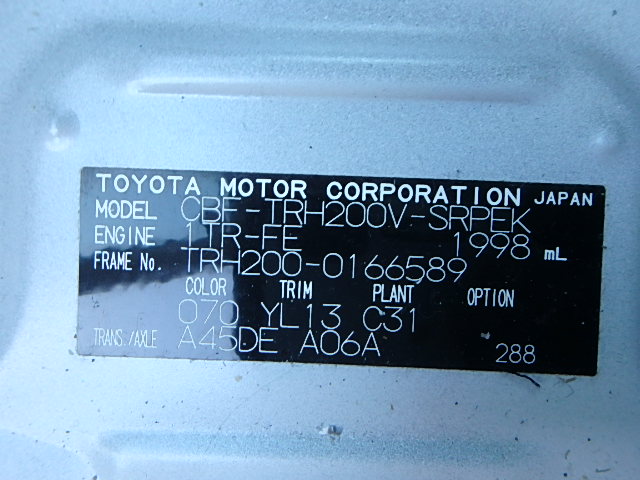 TOYOTA MOTOR CORPORATION JAPAN
MODEL CBF-TRH200V-SRPEK
ENGINE 1TR-FE 1998 mL
FRAME No. TRH200-0166589
COLOR TRIM PLANT OPTION
070 YL13 C31
TRANS./AXLE A45DE A06A 288